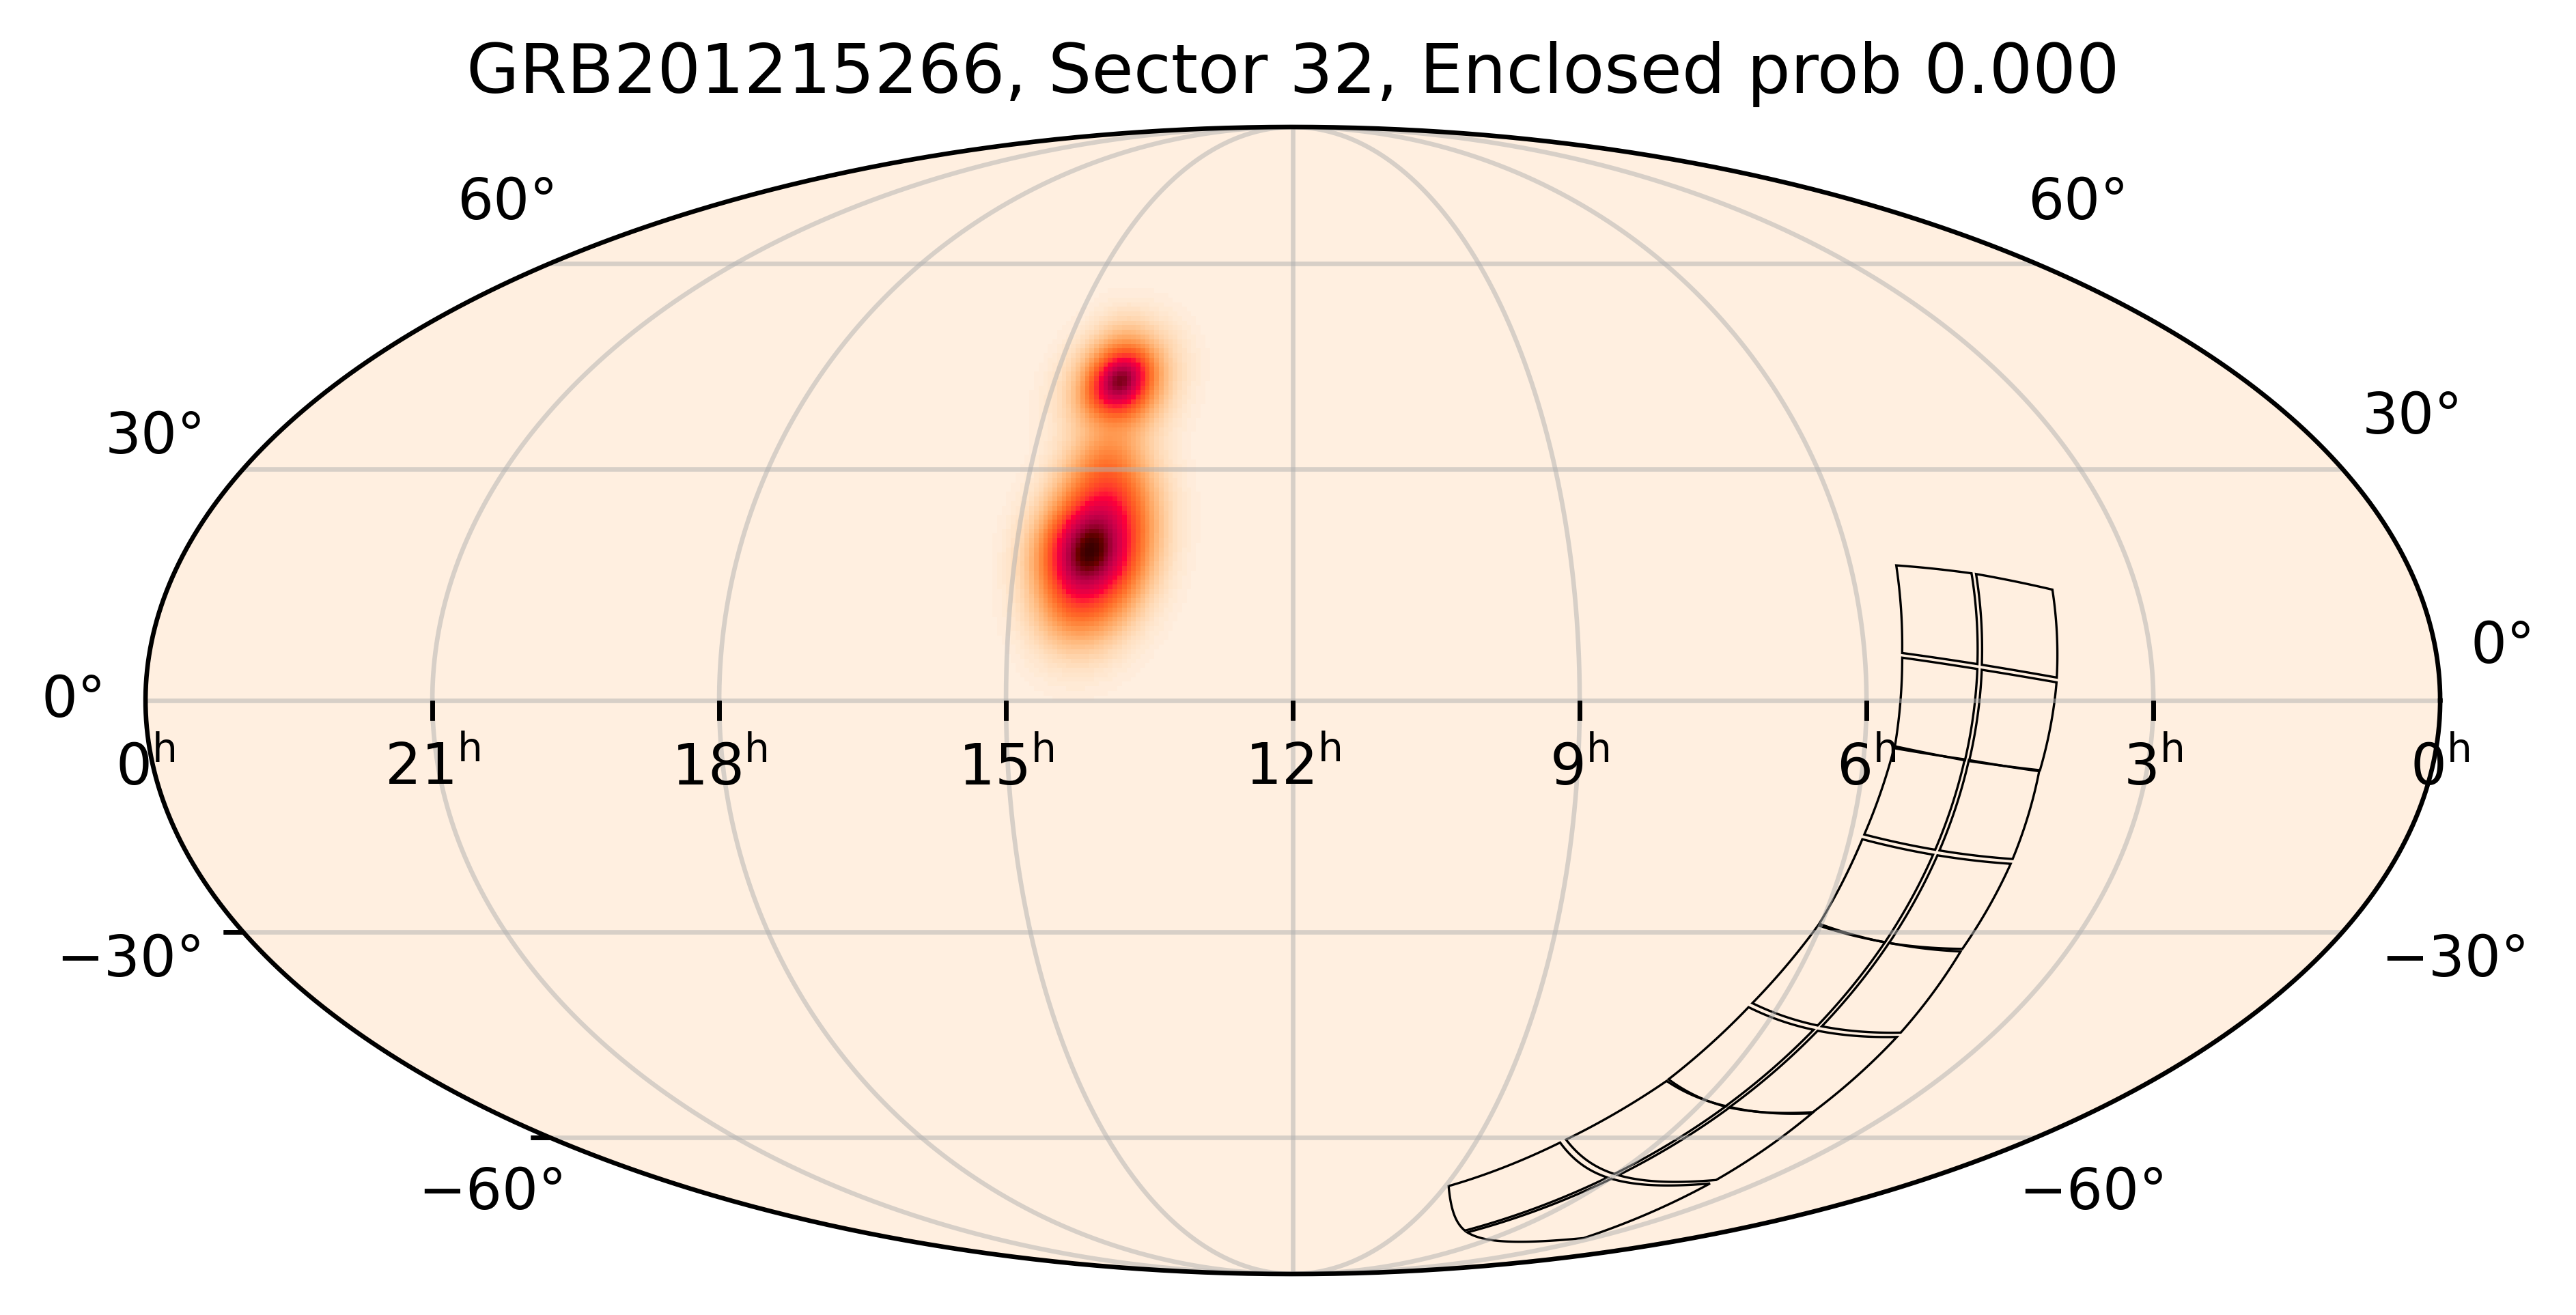 GRB201215266, Sector 32, Enclosed prob 0.000
60° 60°
30° 30°
0° 0°
0h 21h 18h 15h 12h 9h 6h 3h 0h
−30° −30°
−60° −60°